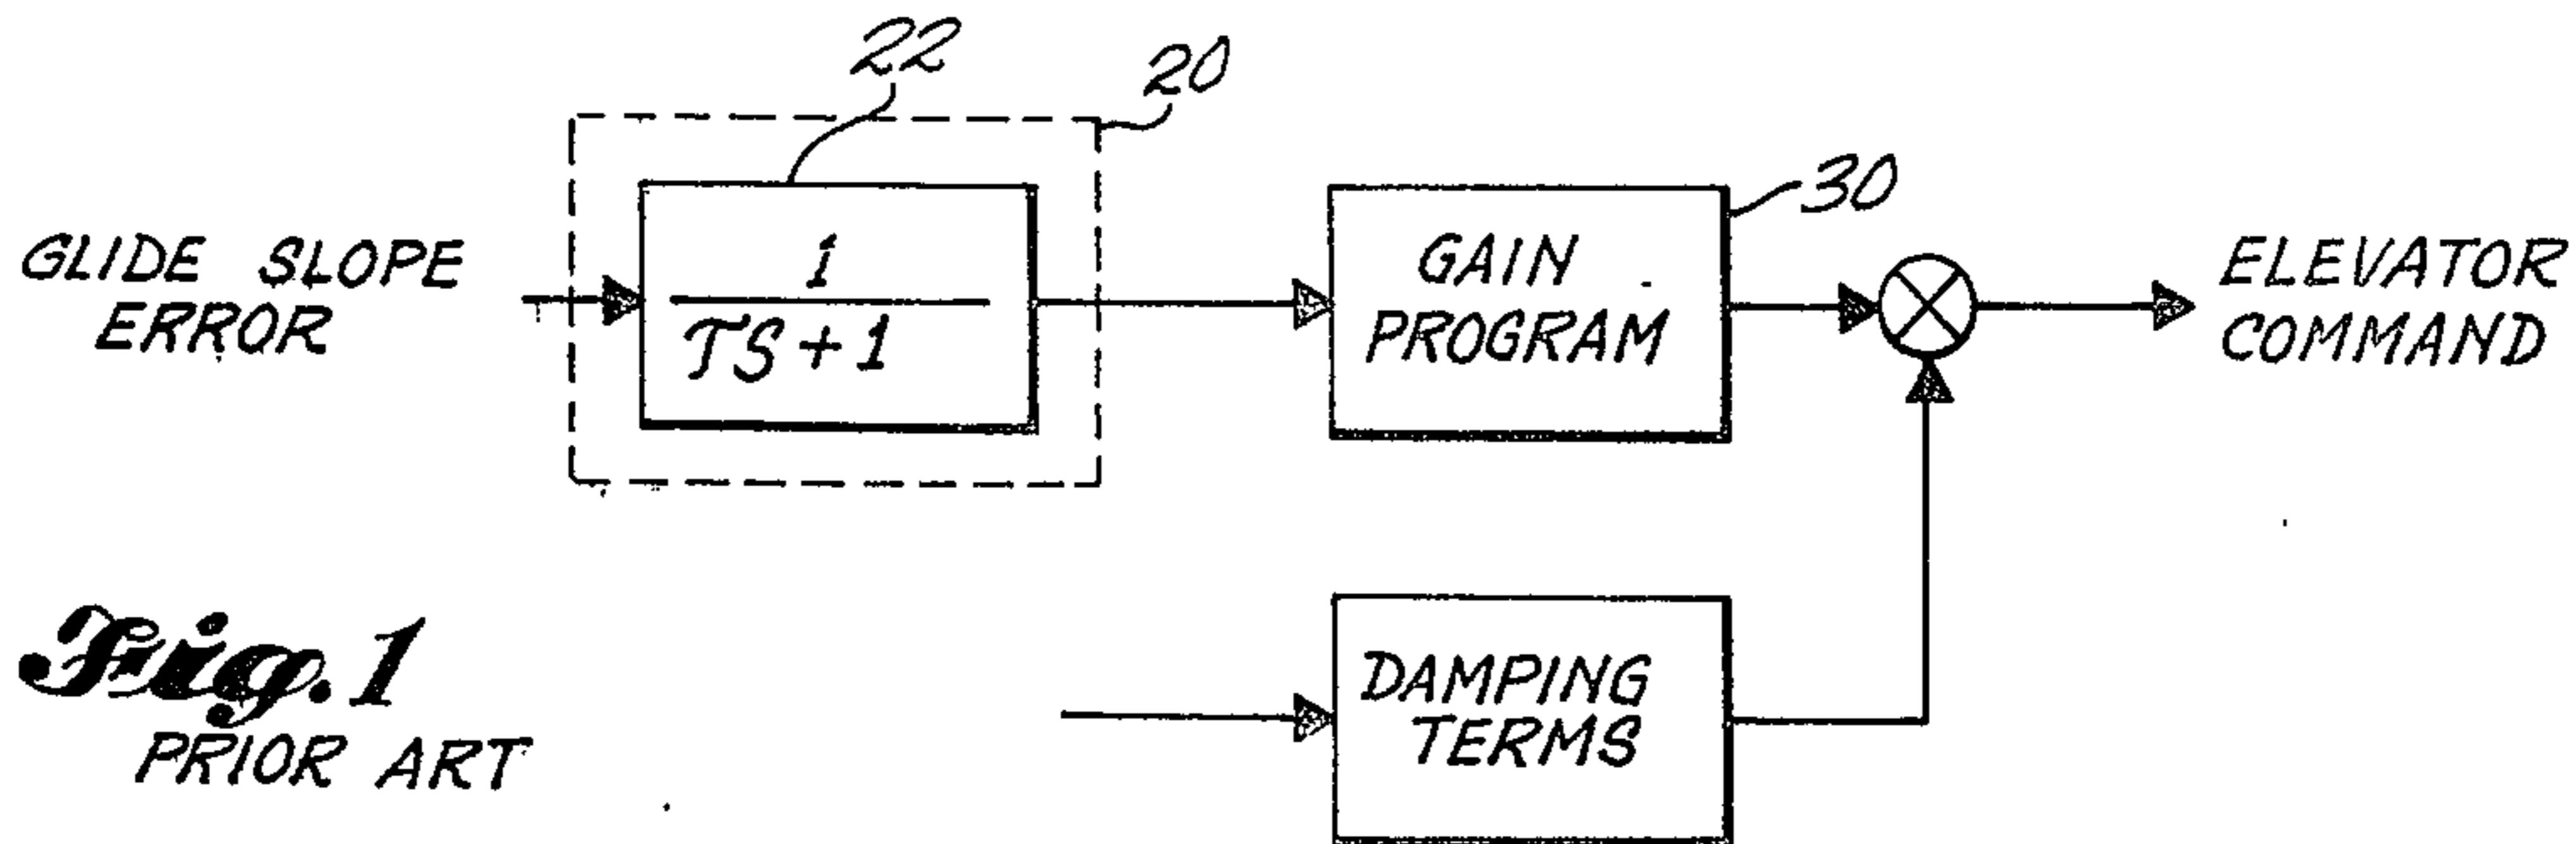 22
20
GLIDE SLOPE
ERROR
1
τS + 1
GAIN
PROGRAM
30
ELEVATOR
COMMAND
DAMPING
TERMS
Fig. 1
PRIOR ART